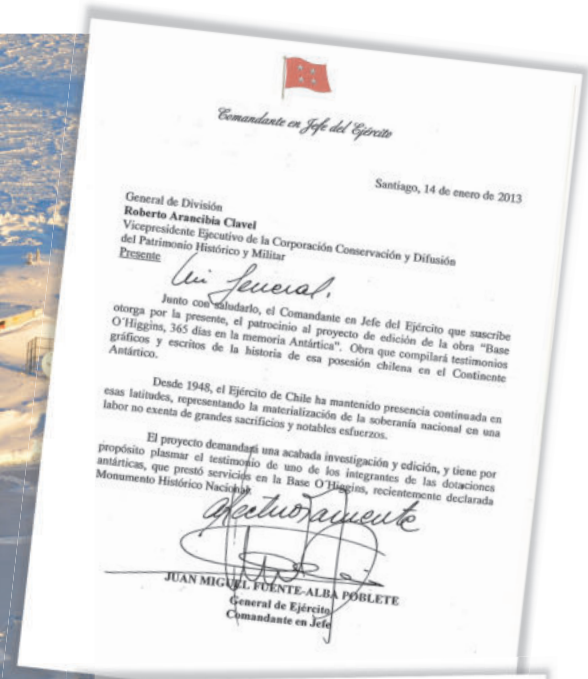 Comandante en Jefe del Ejército
Santiago, 14 de enero de 2013
General de División
Roberto Arancibia Clavel
Vicepresidente Ejecutivo de la Corporación Conservación y Difusión
del Patrimonio Histórico y Militar
Presente
Mi General.
Junto con saludarlo, el Comandante en Jefe del Ejército que suscribe
otorga por la presente, el patrocinio al proyecto de edición de la obra "Base
O´Higgins, 365 días en la memoria Antártica". Obra que compilará testimonios
gráficos y escritos de la historia de esa posesión chilena en el Continente
Antártico.
Desde 1948, el Ejército de Chile ha mantenido presencia continuada en
esas latitudes, representando la materialización de la soberanía nacional en una
labor no exenta de grandes sacrificios y notables esfuerzos.
El proyecto demandará una acabada investigación y edición, y tiene por
propósito plasmar el testimonio de uno de los integrantes de las dotaciones
antárticas, que prestó servicios en la Base O´Higgins, recientemente declarada
Monumento Histórico Nacional.
afectuosamente
JUAN MIGUEL FUENTE-ALBA POBLETE
General de Ejército
Comandante en Jefe